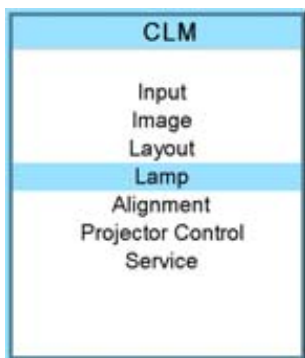 CLM
Input
Image
Layout
Lamp
Alignment
Projector Control
Service